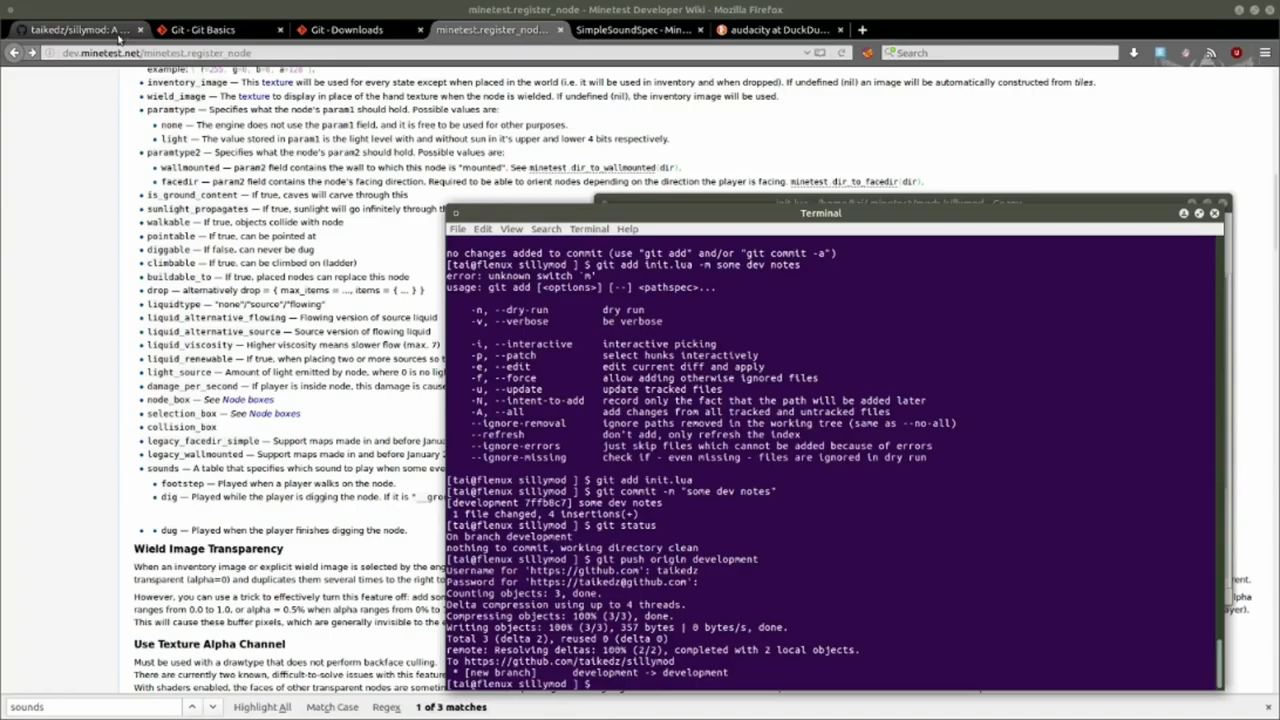 minetest.register_node - Minetest Developer Wiki - Mozilla Firefox
taikedz/sillymod: A ...
Git - Git Basics
Git - Downloads
minetest.register_nod...
SimpleSoundSpec - Min...
audacity at DuckDu...
dev.minetest.net/minetest.register_node
Search
inventory_image — This texture will be used for every state except when placed in the world (i.e. it will be used in inventory and when dropped). If undefined (nil) an image will be automatically constructed from tiles.
wield_image — The texture to display in place of the hand texture when the node is wielded. If undefined (nil), the inventory image will be used.
paramtype — Specifies what the node's param1 should hold. Possible values are:
none — The engine does not use the param1 field, and it is free to be used for other purposes.
light — The value stored in param1 is the light level with and without sun in it's upper and lower 4 bits respectively.
paramtype2 — Specifies what the node's param2 should hold. Possible values are:
wallmounted — param2 field contains the wall to which this node is "mounted". See minetest.dir_to_wallmounted(dir).
facedir — param2 field contains the node's facing direction. Required to be able to orient nodes depending on the direction the player is facing. minetest.dir_to_facedir(dir).
is_ground_content — If true, caves will carve through this
sunlight_propagates — If true, sunlight will go infinitely through
walkable — If true, objects collide with node
pointable — If true, can be pointed at
diggable — If false, can never be dug
climbable — If true, can be climbed on (ladder)
buildable_to — If true, placed nodes can replace this node
drop — alternatively drop = { max_items = ..., items = { ... } }
liquidtype — "none"/"source"/"flowing"
liquid_alternative_flowing — Flowing version of source liquid
liquid_alternative_source — Source version of flowing liquid
liquid_viscosity — Higher viscosity means slower flow (max. 7)
liquid_renewable — If true, when placing two or more sources so
light_source — Amount of light emitted by node, where 0 is no lig
damage_per_second — If player is inside node, this damage is caus
node_box — See Node boxes
selection_box — See Node boxes
collision_box
legacy_facedir_simple — Support maps made in and before Janu
legacy_wallmounted — Support maps made in and before January
sounds — A table that specifies which sound to play when some eve
footstep — Played when a player walks on the node.
dig — Played while the player is digging the node. If it is "__gro
dug — Played when the player finishes digging the node.
Wield Image Transparency
When an inventory image or explicit wield image is selected by the eng
transparent (alpha=0) and duplicates them several times to the right to
However, you can use a trick to effectively turn this feature off: add so
ranges from 0.0 to 1.0, or alpha = 0.5% when alpha ranges from 0% to
This will cause these buffer pixels, which are generally invisible to the
Use Texture Alpha Channel
Must be used with a drawtype that does not perform backface culling.
There are currently two known, difficult-to-solve issues with this feature
With shaders enabled, the faces of other transparent nodes are sometim
Terminal
File Edit View Search Terminal Help
no changes added to commit (use "git add" and/or "git commit -a")
[tai@flenux sillymod ] $ git add init.lua -m some dev notes
error: unknown switch `m'
usage: git add [<options>] [--] <pathspec>...
-n, --dry-run dry run
-v, --verbose be verbose
-i, --interactive interactive picking
-p, --patch select hunks interactively
-e, --edit edit current diff and apply
-f, --force allow adding otherwise ignored files
-u, --update update tracked files
-N, --intent-to-add record only the fact that the path will be added later
-A, --all add changes from all tracked and untracked files
--ignore-removal ignore paths removed in the working tree (same as --no-all)
--refresh don't add, only refresh the index
--ignore-errors just skip files which cannot be added because of errors
--ignore-missing check if - even missing - files are ignored in dry run
[tai@flenux sillymod ] $ git add init.lua
[tai@flenux sillymod ] $ git commit -m "some dev notes"
[development 7ffb8c7] some dev notes
1 file changed, 4 insertions(+)
[tai@flenux sillymod ] $ git status
On branch development
nothing to commit, working directory clean
[tai@flenux sillymod ] $ git push origin development
Username for 'https://github.com': taikedz
Password for 'https://taikedz@github.com':
Counting objects: 3, done.
Delta compression using up to 4 threads.
Compressing objects: 100% (3/3), done.
Writing objects: 100% (3/3), 357 bytes | 0 bytes/s, done.
Total 3 (delta 2), reused 0 (delta 0)
remote: Resolving deltas: 100% (2/2), completed with 2 local objects.
To https://github.com/taikedz/sillymod
* [new branch] development -> development
[tai@flenux sillymod ] $
sounds
Highlight All
Match Case
Regex
1 of 3 matches